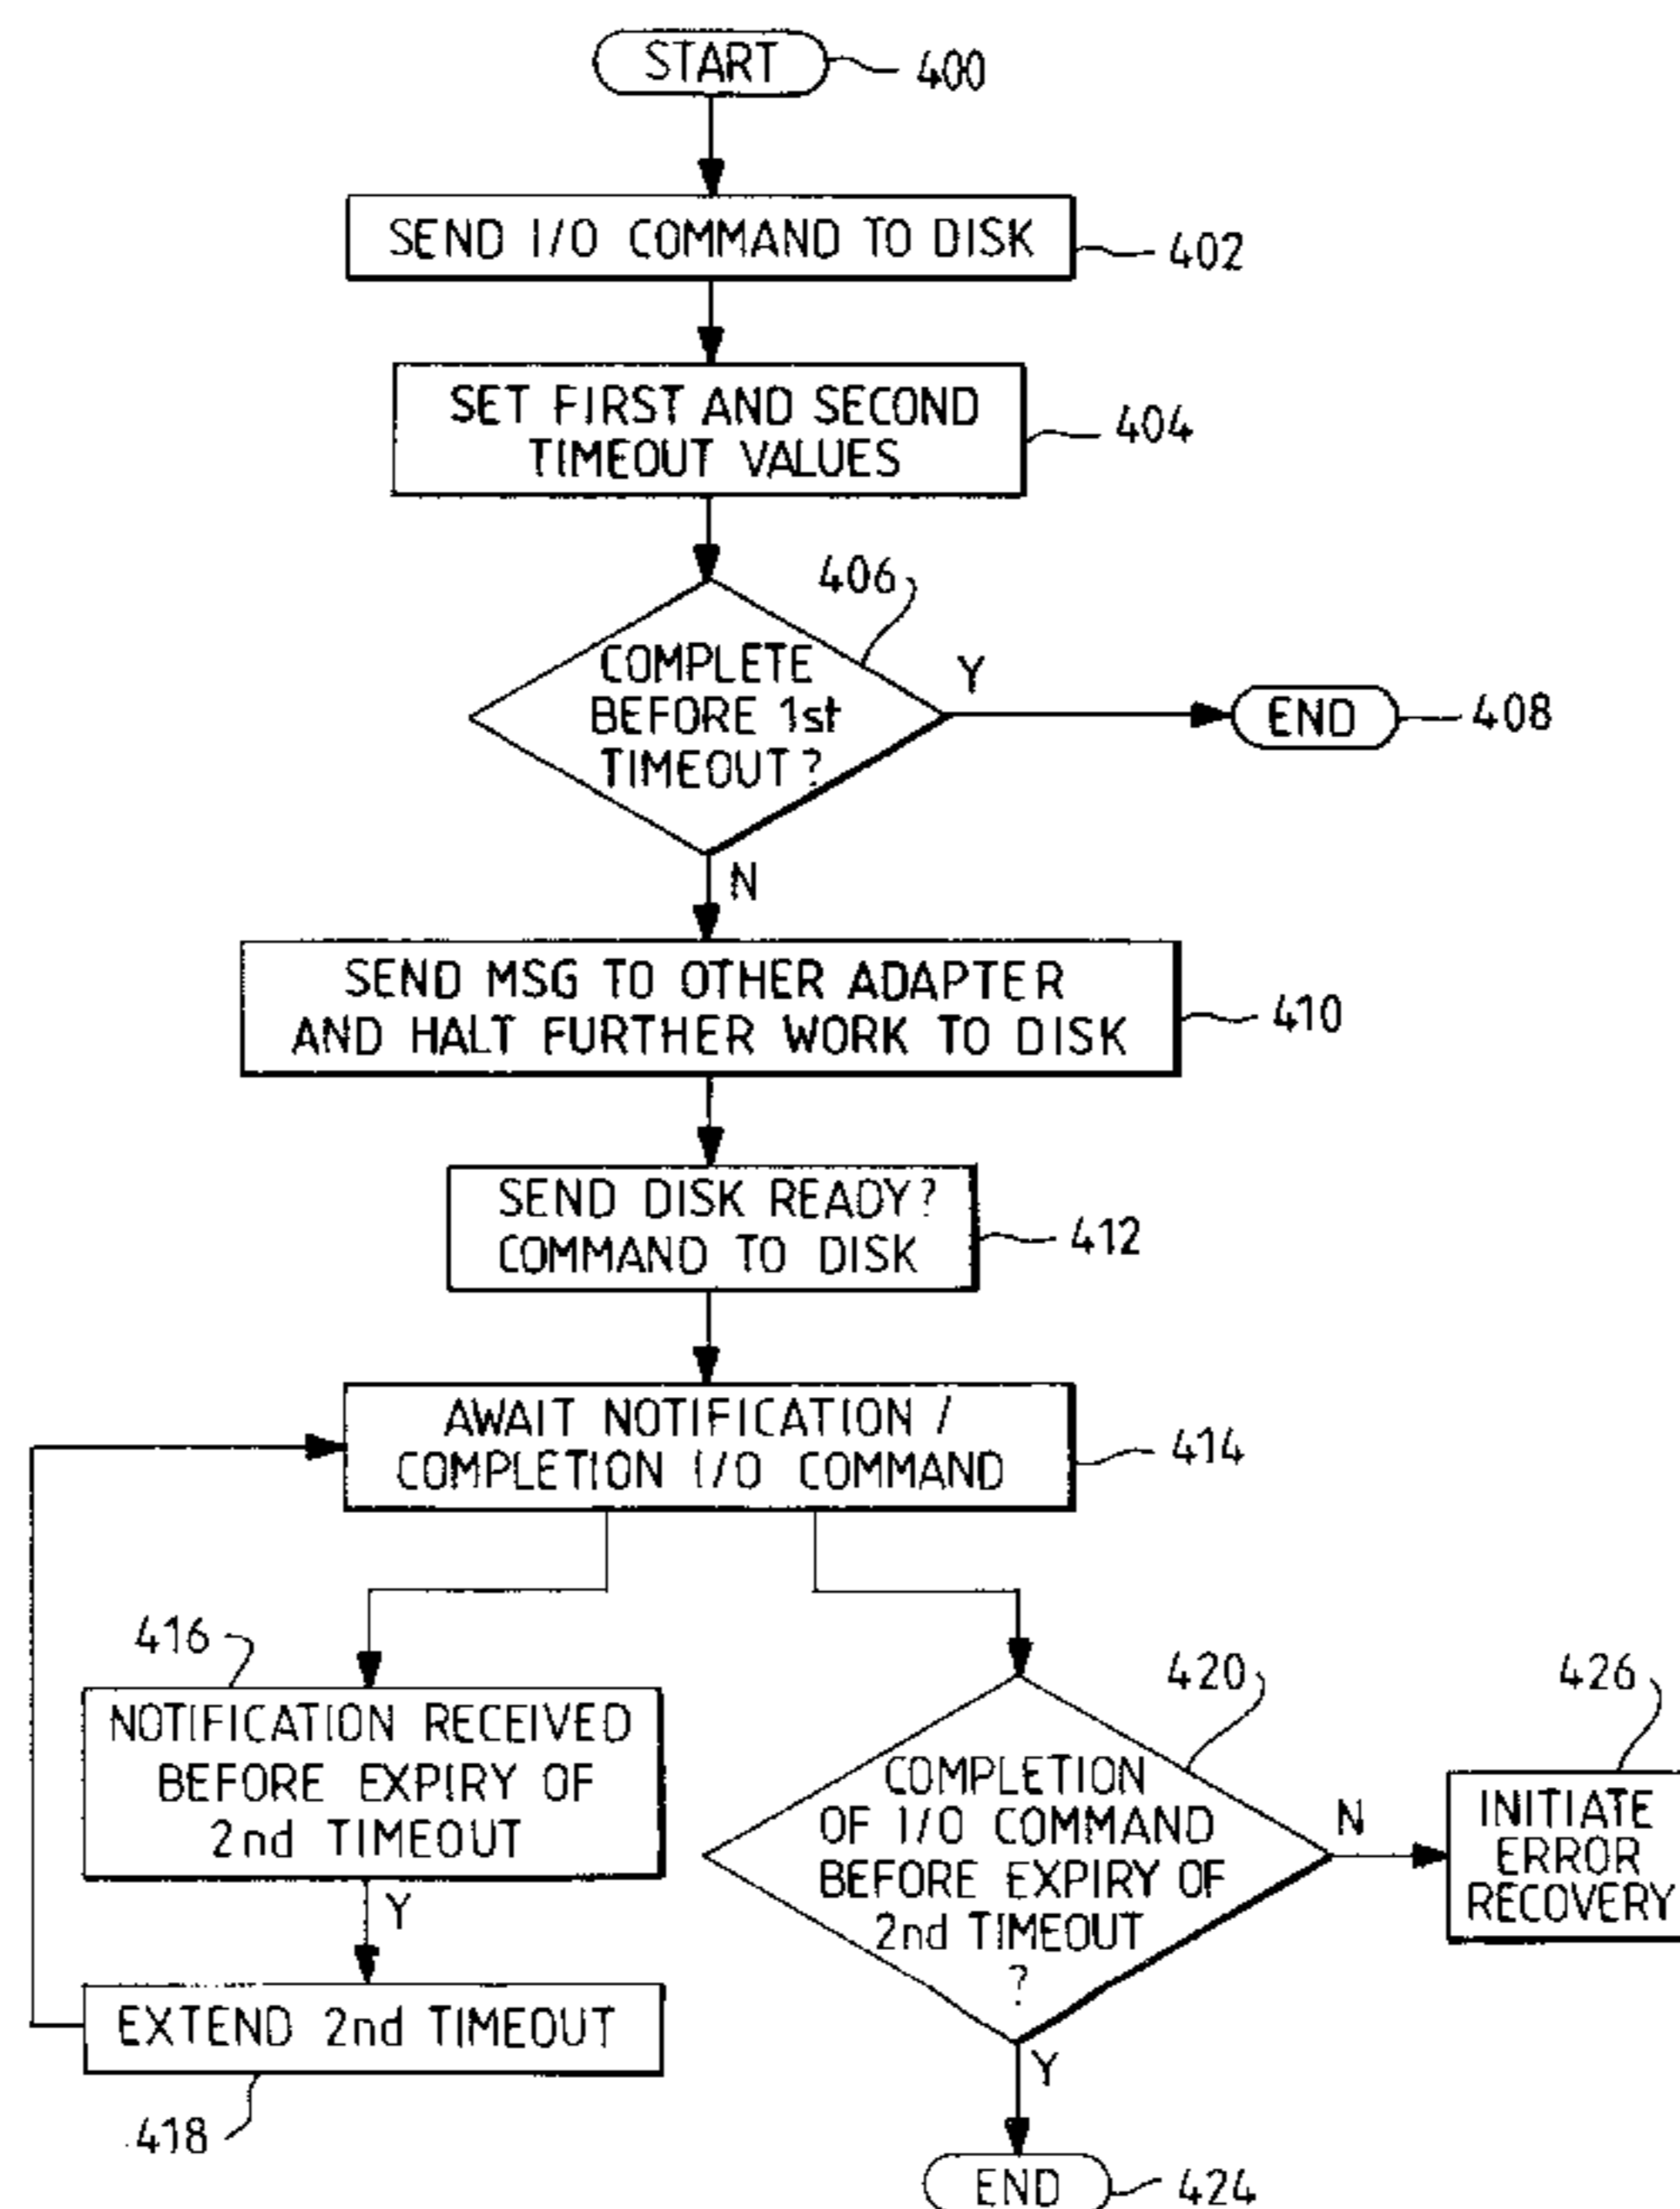 START
400
SEND I/O COMMAND TO DISK
402
SET FIRST AND SECOND
TIMEOUT VALUES
404
406
COMPLETE
BEFORE 1st
TIMEOUT?
Y
END
408
N
SEND MSG TO OTHER ADAPTER
AND HALT FURTHER WORK TO DISK
410
SEND DISK READY?
COMMAND TO DISK
412
AWAIT NOTIFICATION /
COMPLETION I/O COMMAND
414
416
NOTIFICATION RECEIVED
BEFORE EXPIRY OF
2nd TIMEOUT
Y
EXTEND 2nd TIMEOUT
418
420
COMPLETION
OF I/O COMMAND
BEFORE EXPIRY OF
2nd TIMEOUT
?
N
426
INITIATE
ERROR
RECOVERY
Y
END
424